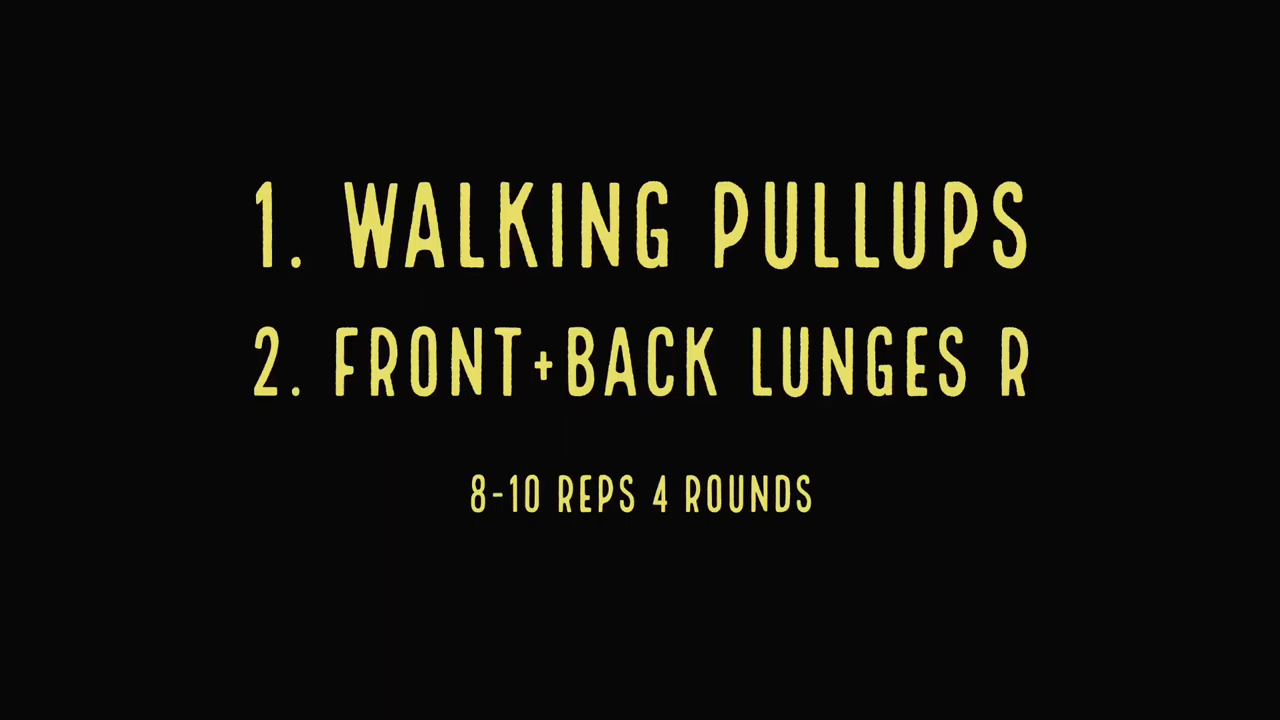 1. WALKING PULLUPS
2. FRONT+BACK LUNGES R
8-10 REPS 4 ROUNDS